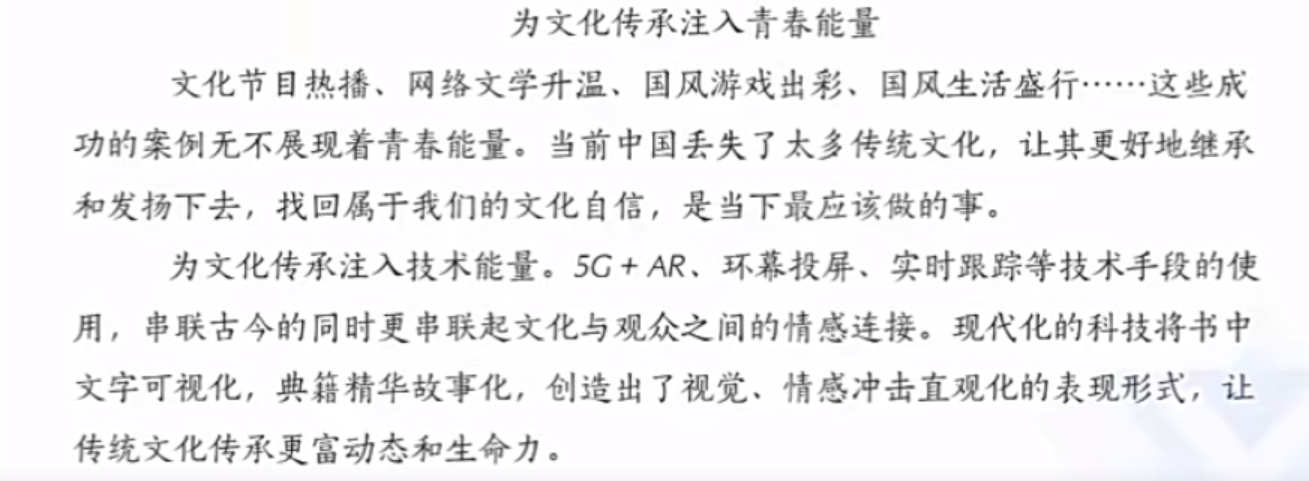 为文化传承注入青春能量
文化节目热播、网络文学升温、国风游戏出彩、国风生活盛行……这些成
功的案例无不展现着青春能量。当前中国丢失了太多传统文化，让其更好地继承
和发扬下去，找回属于我们的文化自信，是当下最应该做的事。
为文化传承注入技术能量。5G + AR、环幕投屏、实时跟踪等技术手段的使
用，串联古今的同时更串联起文化与观众之间的情感连接。现代化的科技将书中
文字可视化，典籍精华故事化，创造出了视觉、情感冲击直观化的表现形式，让
传统文化传承更富动态和生命力。